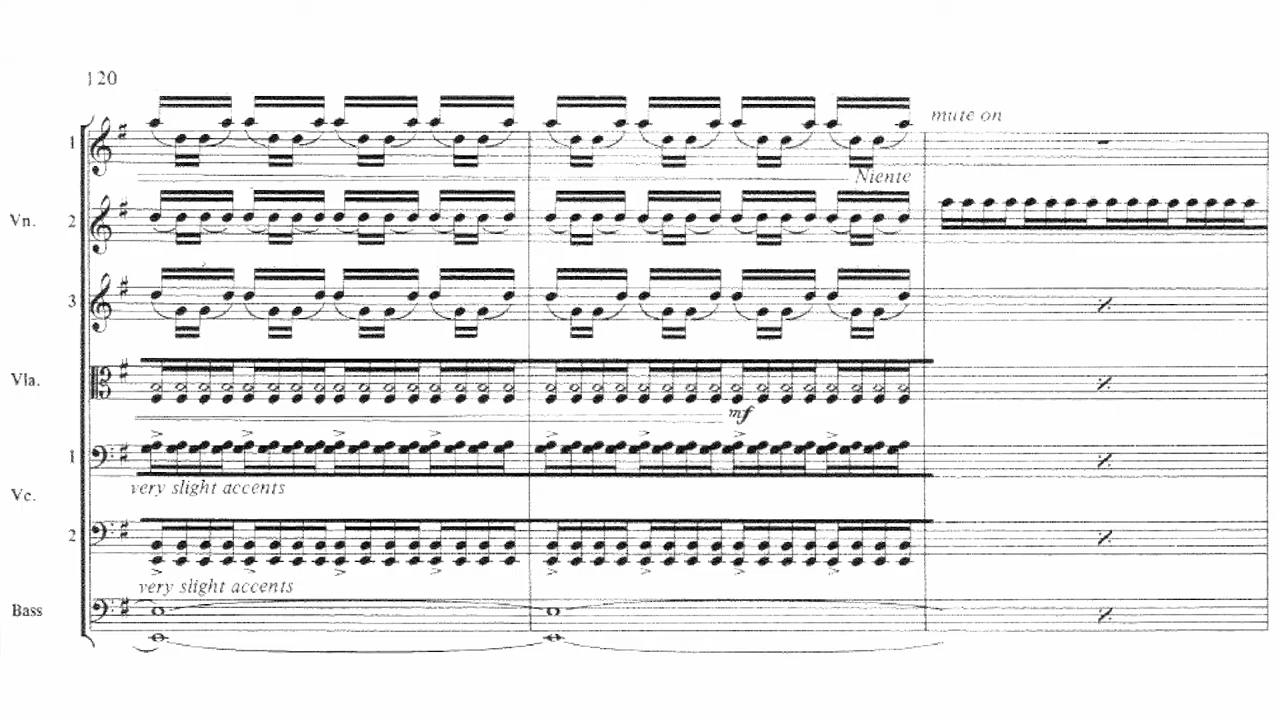 120
mute on
1
Niente
Vn. 2
3
Vla.
mf
1
very slight accents
Vc.
2
very slight accents
Bass